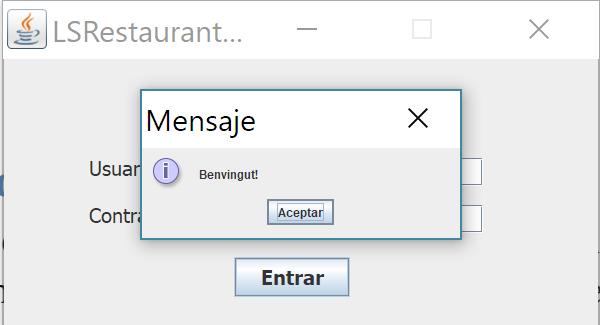 LSRestaurant...
Mensaje
Benvingut!
Aceptar
Usuar
Contra
Entrar